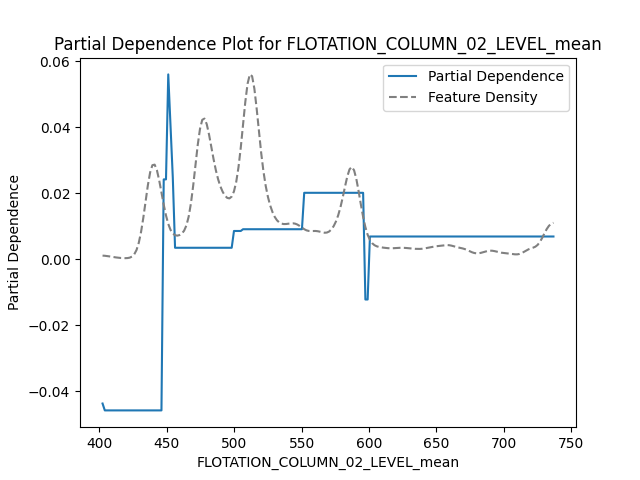 Partial Dependence Plot for FLOTATION_COLUMN_02_LEVEL_mean
Partial Dependence
Feature Density
0.06
0.04
0.02
0.00
−0.02
−0.04
Partial Dependence
400
450
500
550
600
650
700
750
FLOTATION_COLUMN_02_LEVEL_mean